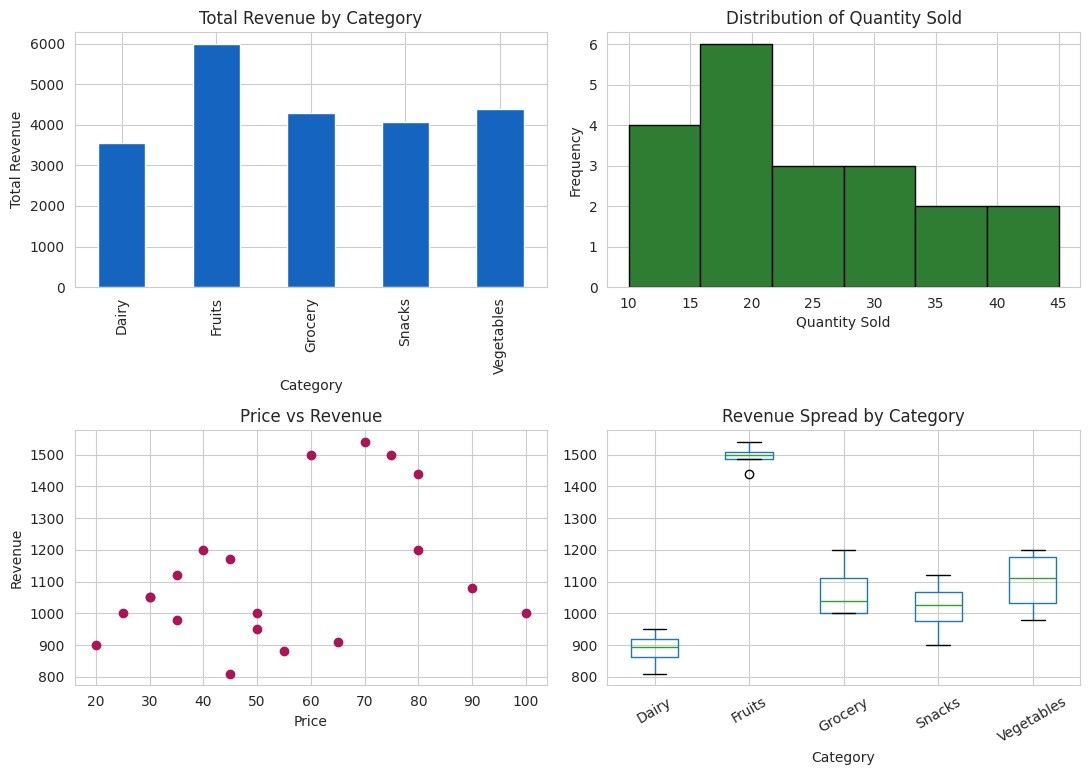 Total Revenue by Category
Total Revenue
6000
5000
4000
3000
2000
1000
0
Dairy
Fruits
Grocery
Snacks
Vegetables
Category
Distribution of Quantity Sold
Frequency
6
5
4
3
2
1
0
10 15 20 25 30 35 40 45
Quantity Sold
Price vs Revenue
Revenue
1500
1400
1300
1200
1100
1000
900
800
20 30 40 50 60 70 80 90 100
Price
Revenue Spread by Category
1500
1400
1300
1200
1100
1000
900
800
Dairy
Fruits
Grocery
Snacks
Vegetables
Category